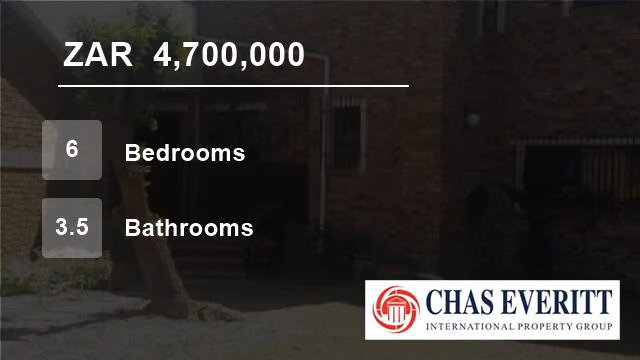 ZAR 4,700,000
6 Bedrooms
3.5 Bathrooms
CHAS EVERITT
INTERNATIONAL PROPERTY GROUP